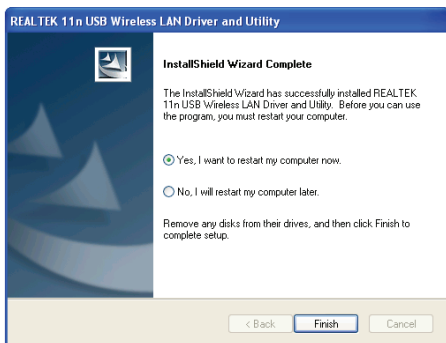 REALTEK 11n USB Wireless LAN Driver and Utility
InstallShield Wizard Complete
The InstallShield Wizard has successfully installed REALTEK
11n USB Wireless LAN Driver and Utility. Before you can use
the program, you must restart your computer.
Yes, I want to restart my computer now.
No, I will restart my computer later.
Remove any disks from their drives, and then click Finish to
complete setup.
< Back Finish Cancel